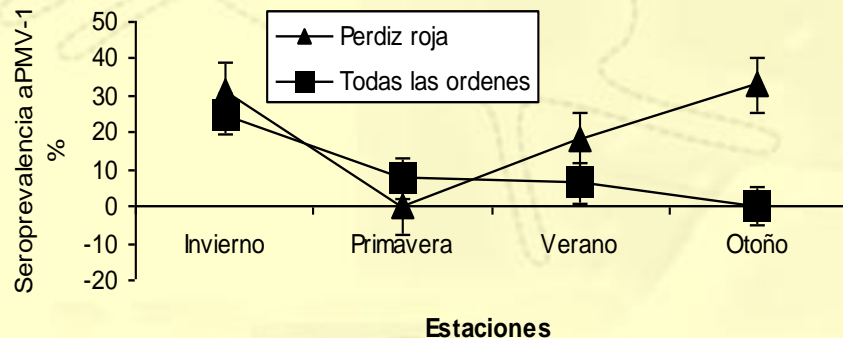 Seroprevalencia aPMV-1
%
50
40
30
20
10
0
-10
-20
Perdiz roja
Todas las ordenes
Invierno
Primavera
Verano
Otoño
Estaciones